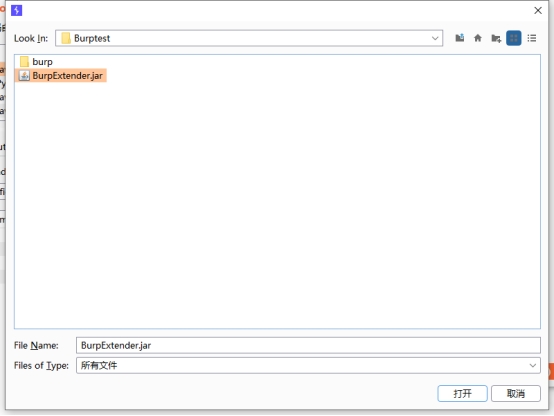 Look In: Burptest
burp
BurpExtender.jar
File Name: BurpExtender.jar
Files of Type: 所有文件
打开 取消